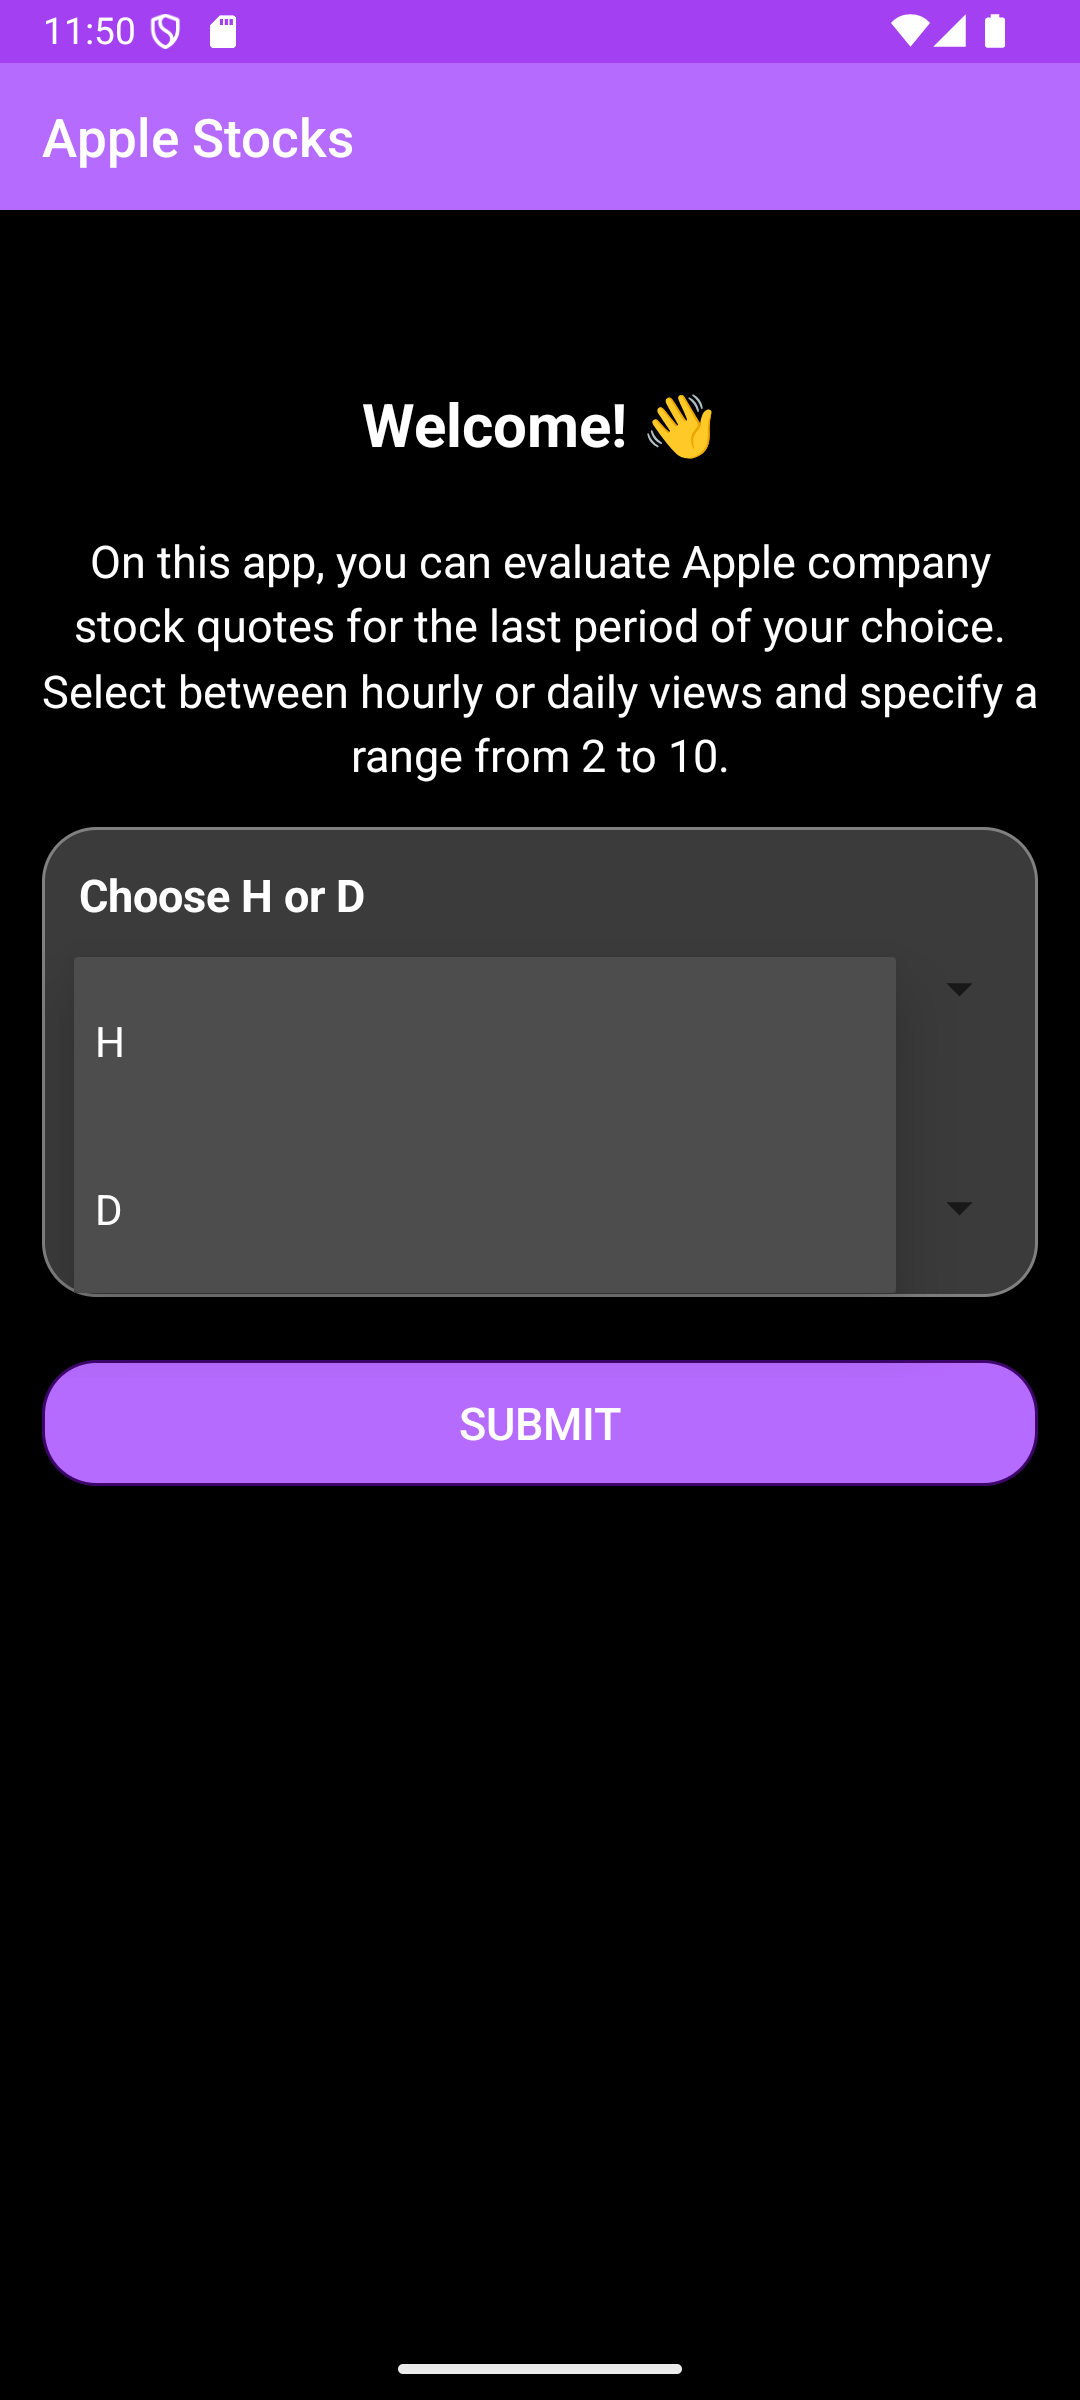 11:50
Apple Stocks
Welcome! 👋
On this app, you can evaluate Apple company
stock quotes for the last period of your choice.
Select between hourly or daily views and specify a
range from 2 to 10.
Choose H or D
H
D
SUBMIT